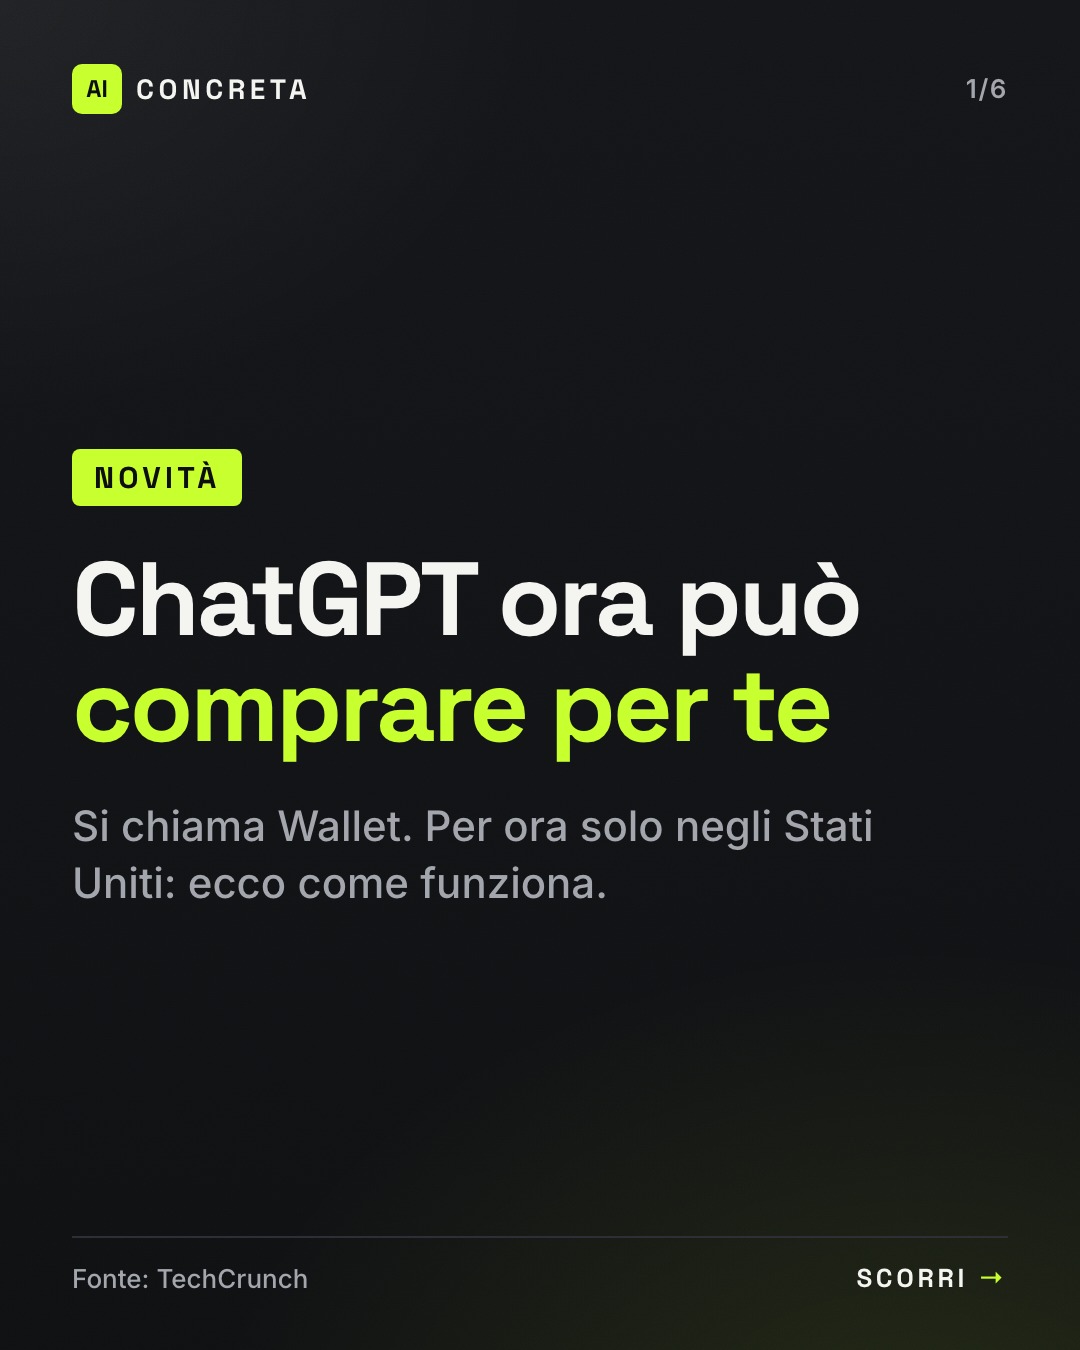 AI CONCRETA
1/6
NOVITÀ
ChatGPT ora può
comprare per te
Si chiama Wallet. Per ora solo negli Stati
Uniti: ecco come funziona.
Fonte: TechCrunch
SCORRI →